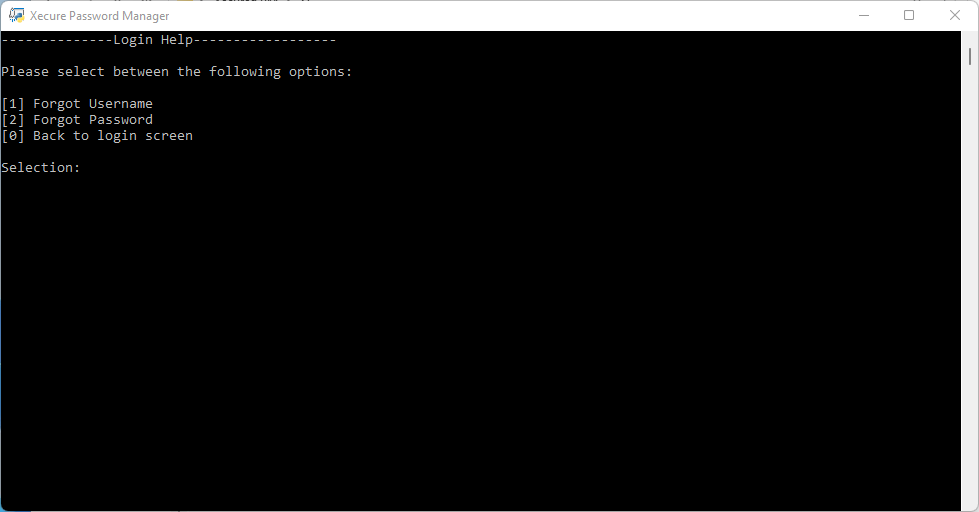 Xecure Password Manager
--------------Login Help------------------
Please select between the following options:
[1] Forgot Username
[2] Forgot Password
[0] Back to login screen
Selection: